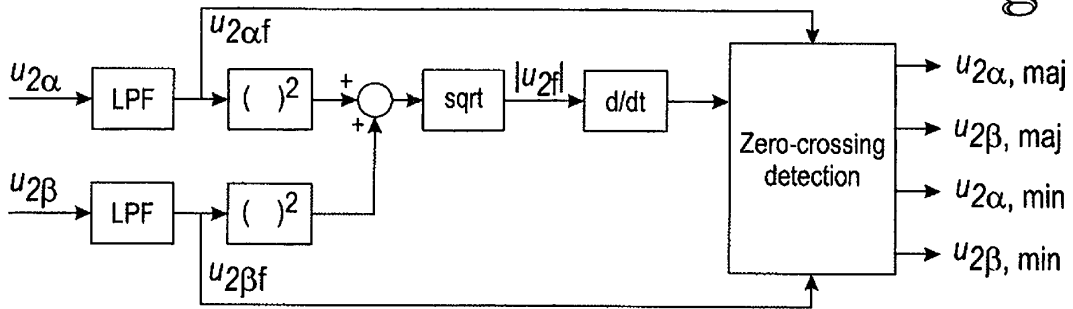 g
u2αf
u2α
LPF
( )²
+
+
sqrt
|u2f|
d/dt
Zero-crossing
detection
u2α, maj
u2β, maj
u2α, min
u2β, min
u2β
LPF
( )²
u2βf